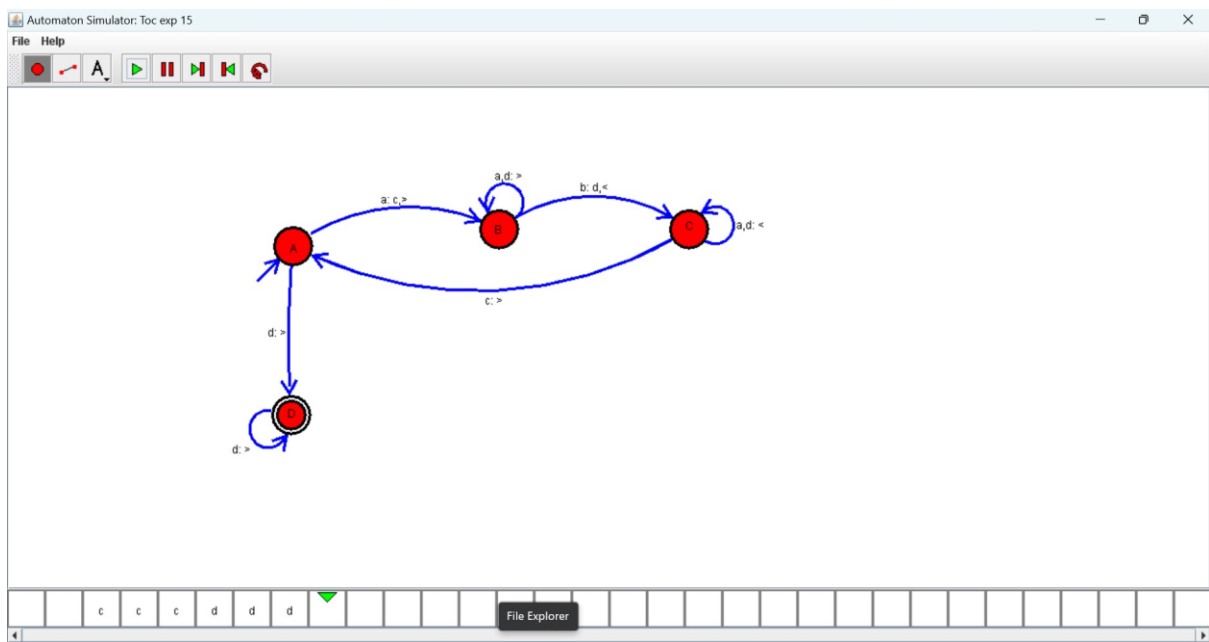 Automaton Simulator: Toc exp 15
File Help
A
a,d: >
b: d,<
a: c,>
B
C
a,d: <
A
c: >
d: >
D
d: >
c c c d d d
File Explorer